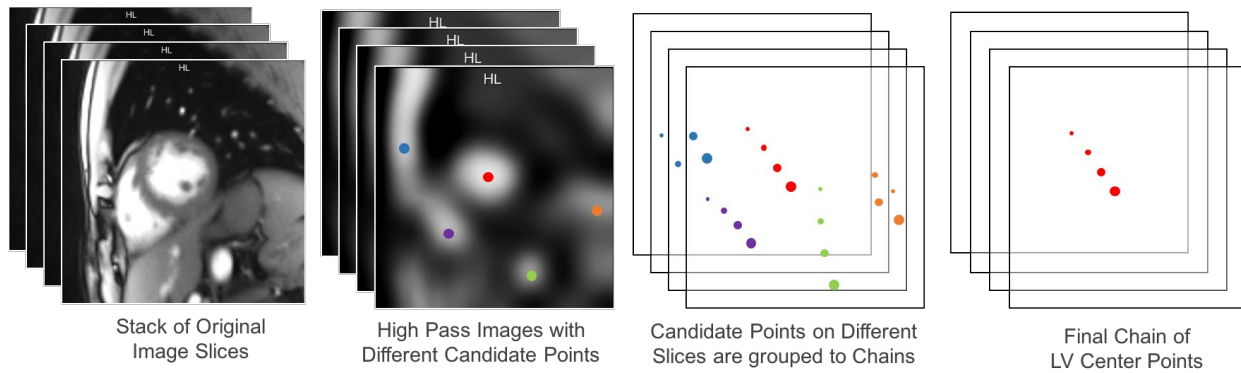 HL
HL
HL
HL
HL
HL
HL
HL
Stack of Original
Image Slices
High Pass Images with
Different Candidate Points
Candidate Points on Different
Slices are grouped to Chains
Final Chain of
LV Center Points